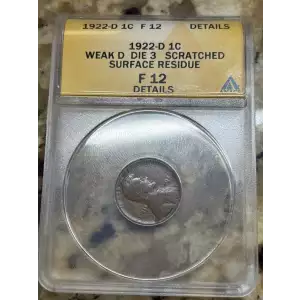 1922-D 1C F 12 DETAILS
1922-D 1C
WEAK D DIE 3 SCRATCHED
SURFACE RESIDUE
F 12
DETAILS